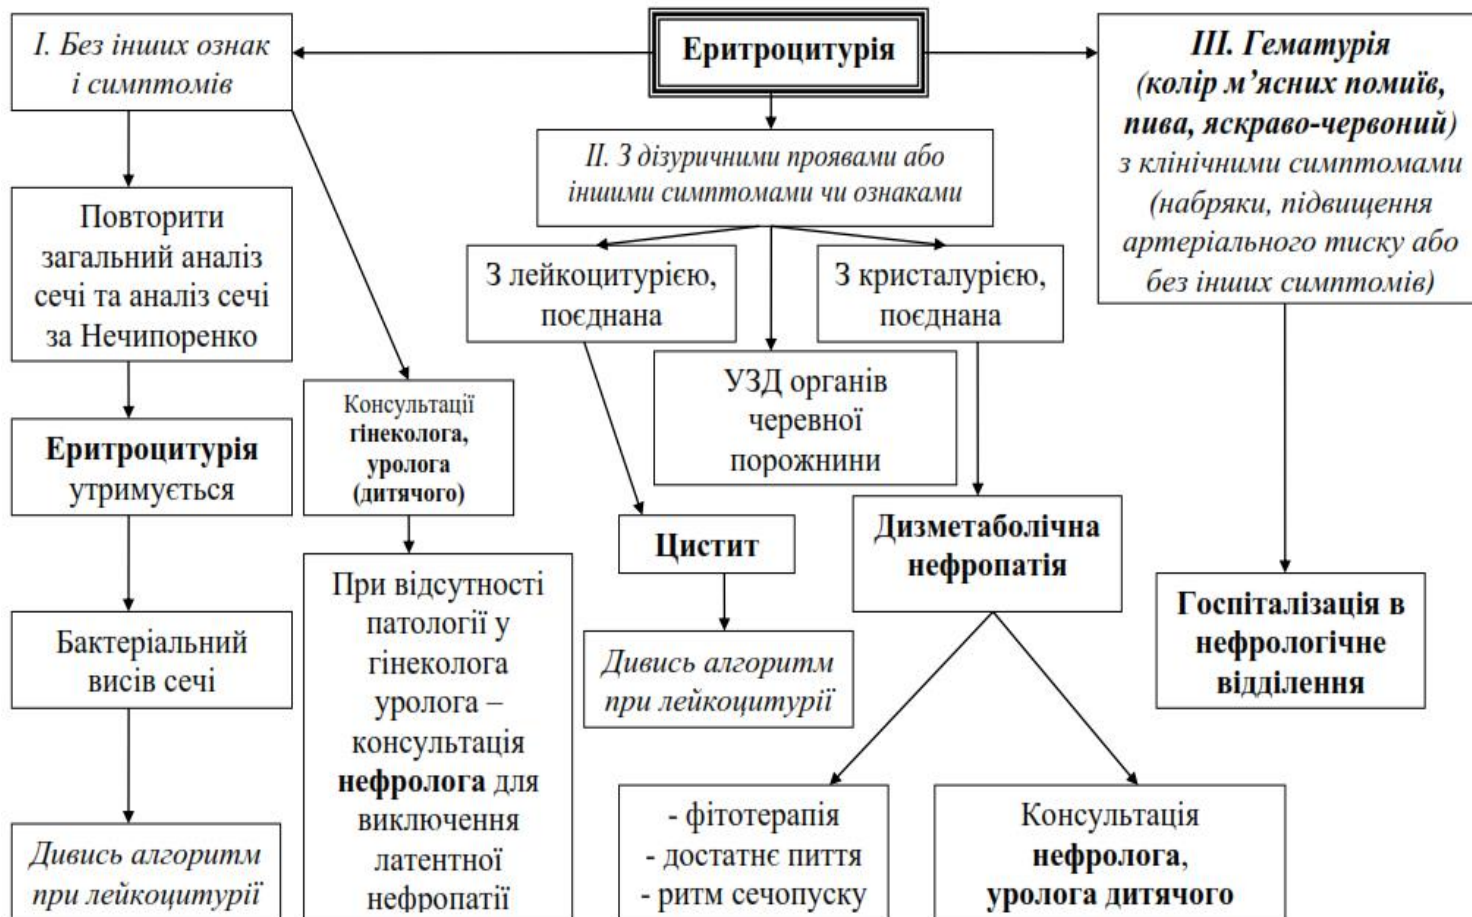 Еритроцитурія
І. Без інших ознак
і симптомів
Повторити
загальний аналіз
сечі та аналіз сечі
за Нечипоренко
Еритроцитурія
утримується
Бактеріальний
висів сечі
Дивись алгоритм
при лейкоцитурії
Консультації
гінеколога,
уролога
(дитячого)
При відсутності
патології у
гінеколога
уролога –
консультація
нефролога для
виключення
латентної
нефропатії
ІІ. З дізуричними проявами або
іншими симптомами чи ознаками
З лейкоцитурією,
поєднана
Цистит
Дивись алгоритм
при лейкоцитурії
УЗД органів
черевної
порожнини
З кристалурією,
поєднана
Дизметаболічна
нефропатія
- фітотерапія
- достатнє пиття
- ритм сечопуску
Консультація
нефролога,
уролога дитячого
ІІІ. Гематурія
(колір м’ясних помиїв,
пива, яскраво-червоний)
з клінічними симптомами
(набряки, підвищення
артеріального тиску або
без інших симптомів)
Госпіталізація в
нефрологічне
відділення